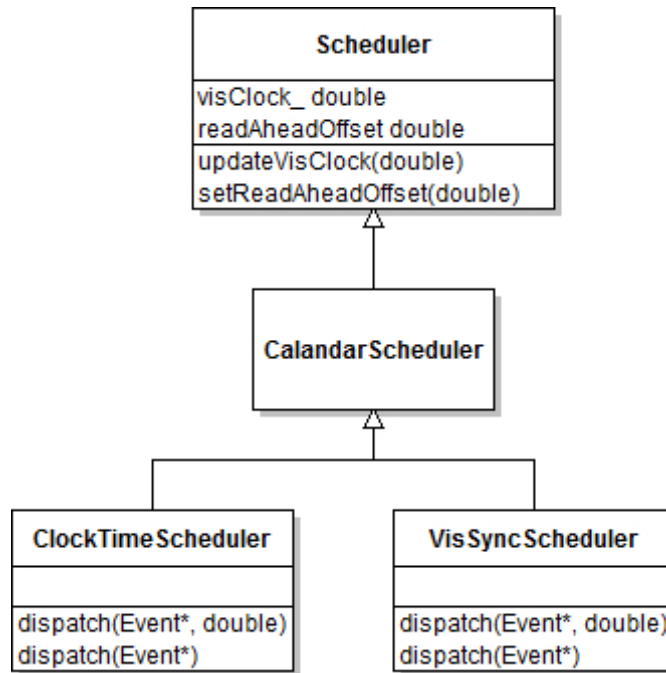 Scheduler
visClock_ double
readAheadOffset double
updateVisClock(double)
setReadAheadOffset(double)
CalandarScheduler
ClockTimeScheduler
dispatch(Event*, double)
dispatch(Event*)
VisSyncScheduler
dispatch(Event*, double)
dispatch(Event*)